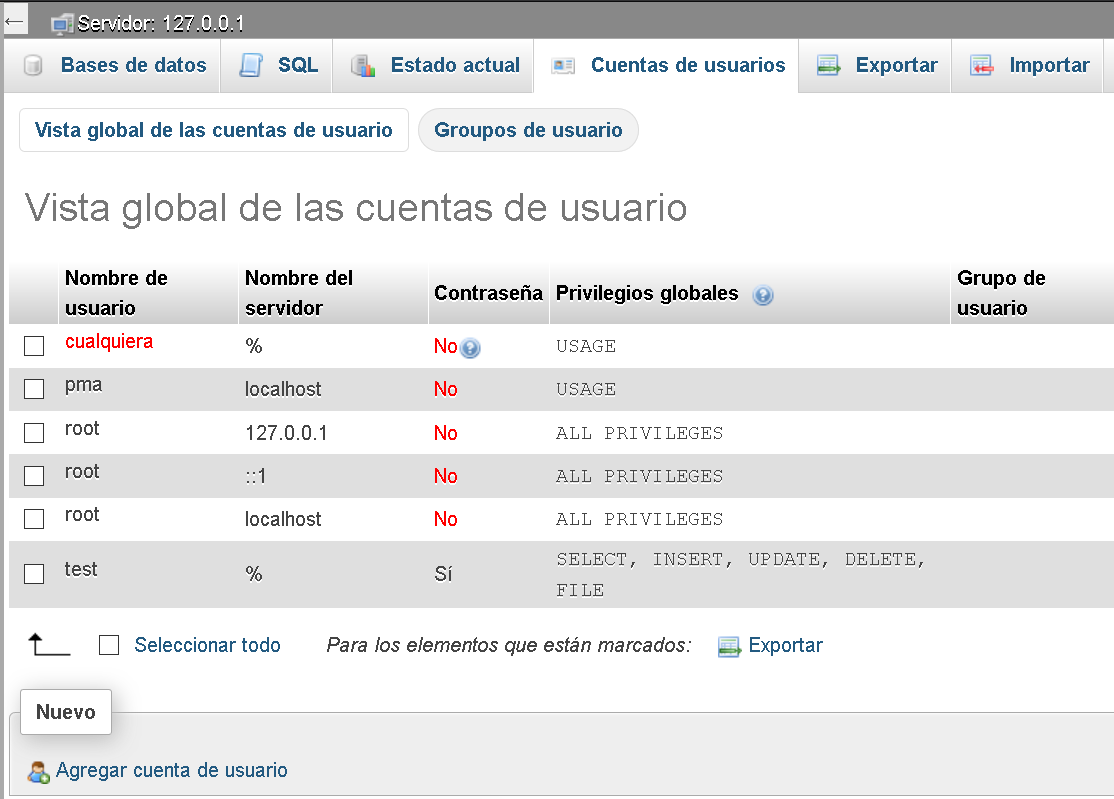 Servidor: 127.0.0.1
Bases de datos SQL Estado actual Cuentas de usuarios Exportar Importar
Vista global de las cuentas de usuario Groupos de usuario
Vista global de las cuentas de usuario
Nombre de usuario Nombre del servidor Contraseña Privilegios globales Grupo de usuario
cualquiera % No USAGE
pma localhost No USAGE
root 127.0.0.1 No ALL PRIVILEGES
root ::1 No ALL PRIVILEGES
root localhost No ALL PRIVILEGES
test % Sí SELECT, INSERT, UPDATE, DELETE,
FILE
Seleccionar todo Para los elementos que están marcados: Exportar
Nuevo
Agregar cuenta de usuario